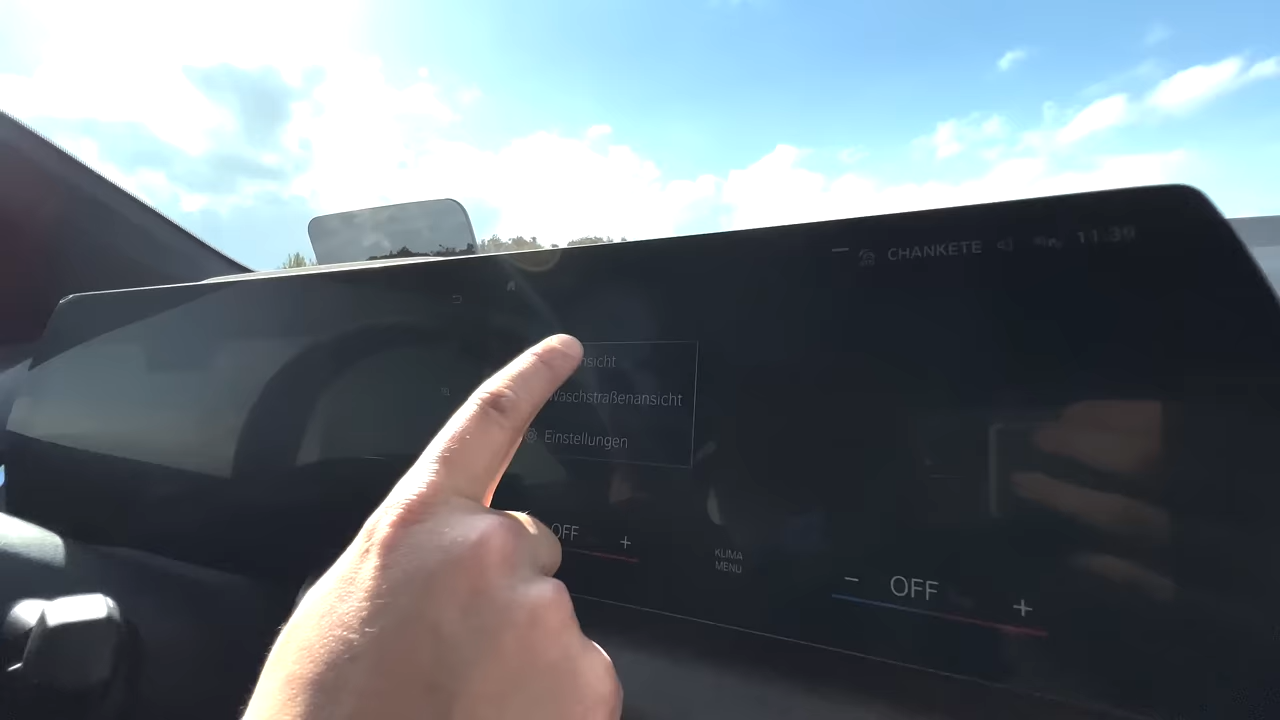 CHANKETE 11:39
nsicht
Waschstraßenansicht
Einstellungen
OFF +
KLIMA
MENU
− OFF +